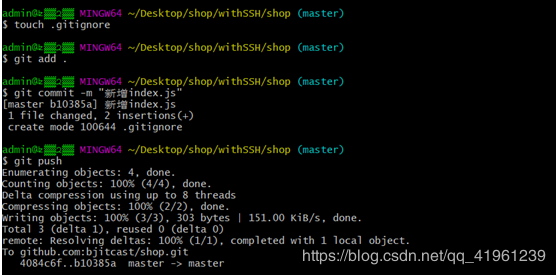 admin@ MINGW64 ~/Desktop/shop/withSSH/shop (master)
$ touch .gitignore
admin@ MINGW64 ~/Desktop/shop/withSSH/shop (master)
$ git add .
admin@ MINGW64 ~/Desktop/shop/withSSH/shop (master)
$ git commit -m "新增index.js"
[master b10385a] 新增index.js
1 file changed, 2 insertions(+)
create mode 100644 .gitignore
admin@ MINGW64 ~/Desktop/shop/withSSH/shop (master)
$ git push
Enumerating objects: 4, done.
Counting objects: 100% (4/4), done.
Delta compression using up to 8 threads
Compressing objects: 100% (2/2), done.
Writing objects: 100% (3/3), 303 bytes | 151.00 KiB/s, done.
Total 3 (delta 1), reused 0 (delta 0)
remote: Resolving deltas: 100% (1/1), completed with 1 local object.
To github.com:bjitcast/shop.git
4084c6f..b10385a master -> master
https://blog.csdn.net/qq_41961239